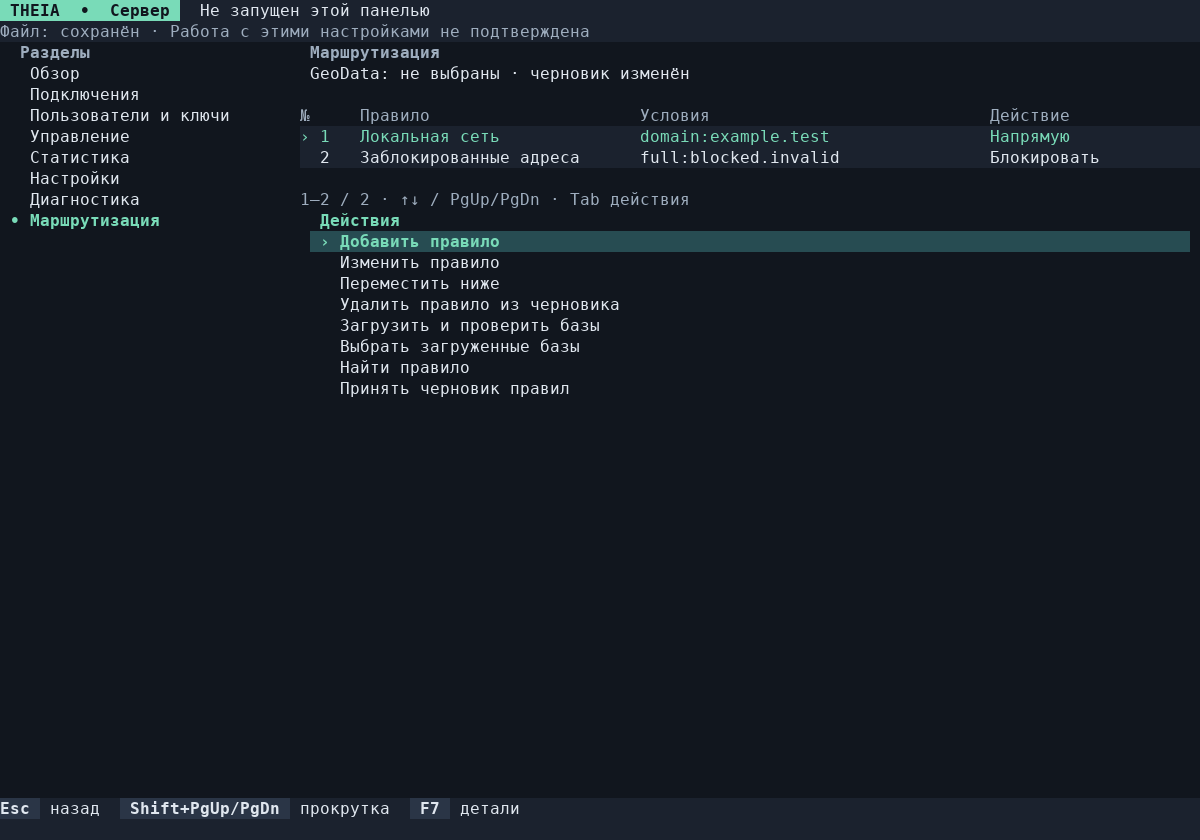 THEIA • Сервер Не запущен этой панелью
Файл: сохранён · Работа с этими настройками не подтверждена
Разделы
Обзор
Подключения
Пользователи и ключи
Управление
Статистика
Настройки
Диагностика
• Маршрутизация
Маршрутизация
GeoData: не выбраны · черновик изменён
№ Правило Условия Действие
› 1 Локальная сеть domain:example.test Напрямую
2 Заблокированные адреса full:blocked.invalid Блокировать
1–2 / 2 · ↑↓ / PgUp/PgDn · Tab действия
Действия
› Добавить правило
Изменить правило
Переместить ниже
Удалить правило из черновика
Загрузить и проверить базы
Выбрать загруженные базы
Найти правило
Принять черновик правил
Esc назад Shift+PgUp/PgDn прокрутка F7 детали